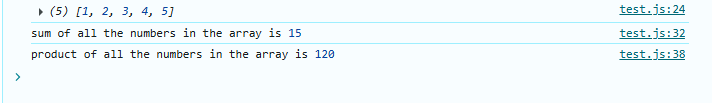 ▸ (5) [1, 2, 3, 4, 5] test.js:24
sum of all the numbers in the array is 15 test.js:32
product of all the numbers in the array is 120 test.js:38
>